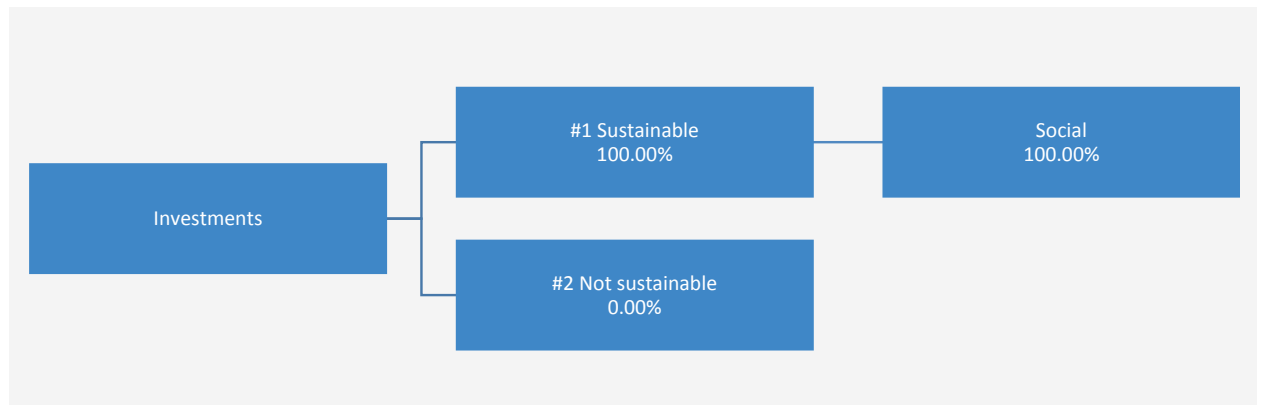 Investments
#1 Sustainable
100.00%
Social
100.00%
#2 Not sustainable
0.00%